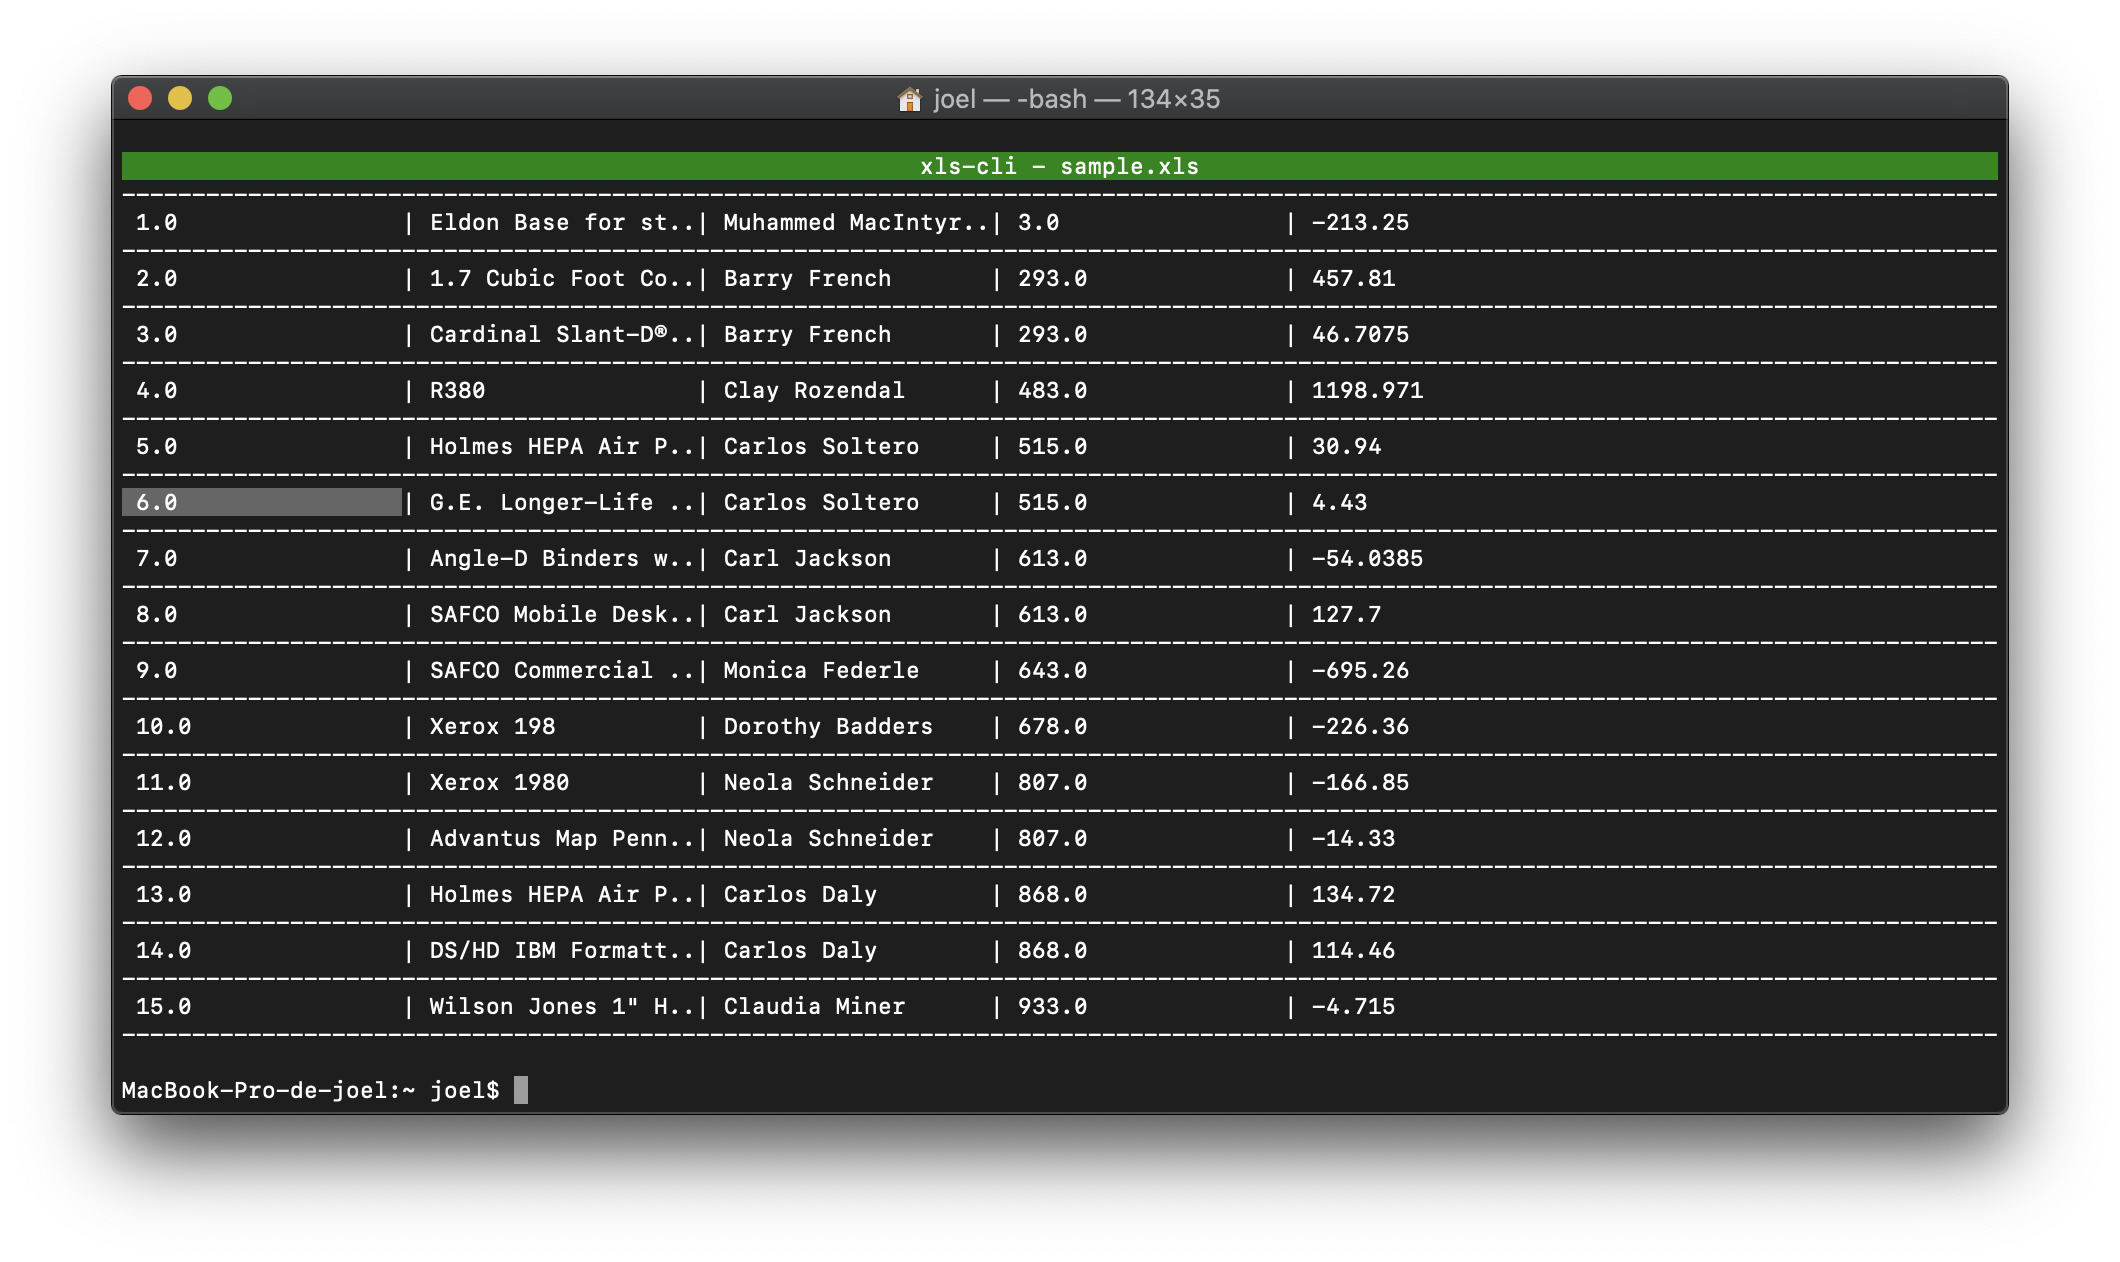 joel — -bash — 134×35
xls-cli - sample.xls
1.0 | Eldon Base for st..| Muhammed MacIntyr..| 3.0 | -213.25
2.0 | 1.7 Cubic Foot Co..| Barry French | 293.0 | 457.81
3.0 | Cardinal Slant-D®..| Barry French | 293.0 | 46.7075
4.0 | R380 | Clay Rozendal | 483.0 | 1198.971
5.0 | Holmes HEPA Air P..| Carlos Soltero | 515.0 | 30.94
6.0 | G.E. Longer-Life ..| Carlos Soltero | 515.0 | 4.43
7.0 | Angle-D Binders w..| Carl Jackson | 613.0 | -54.0385
8.0 | SAFCO Mobile Desk..| Carl Jackson | 613.0 | 127.7
9.0 | SAFCO Commercial ..| Monica Federle | 643.0 | -695.26
10.0 | Xerox 198 | Dorothy Badders | 678.0 | -226.36
11.0 | Xerox 1980 | Neola Schneider | 807.0 | -166.85
12.0 | Advantus Map Penn..| Neola Schneider | 807.0 | -14.33
13.0 | Holmes HEPA Air P..| Carlos Daly | 868.0 | 134.72
14.0 | DS/HD IBM Formatt..| Carlos Daly | 868.0 | 114.46
15.0 | Wilson Jones 1" H..| Claudia Miner | 933.0 | -4.715
MacBook-Pro-de-joel:~ joel$